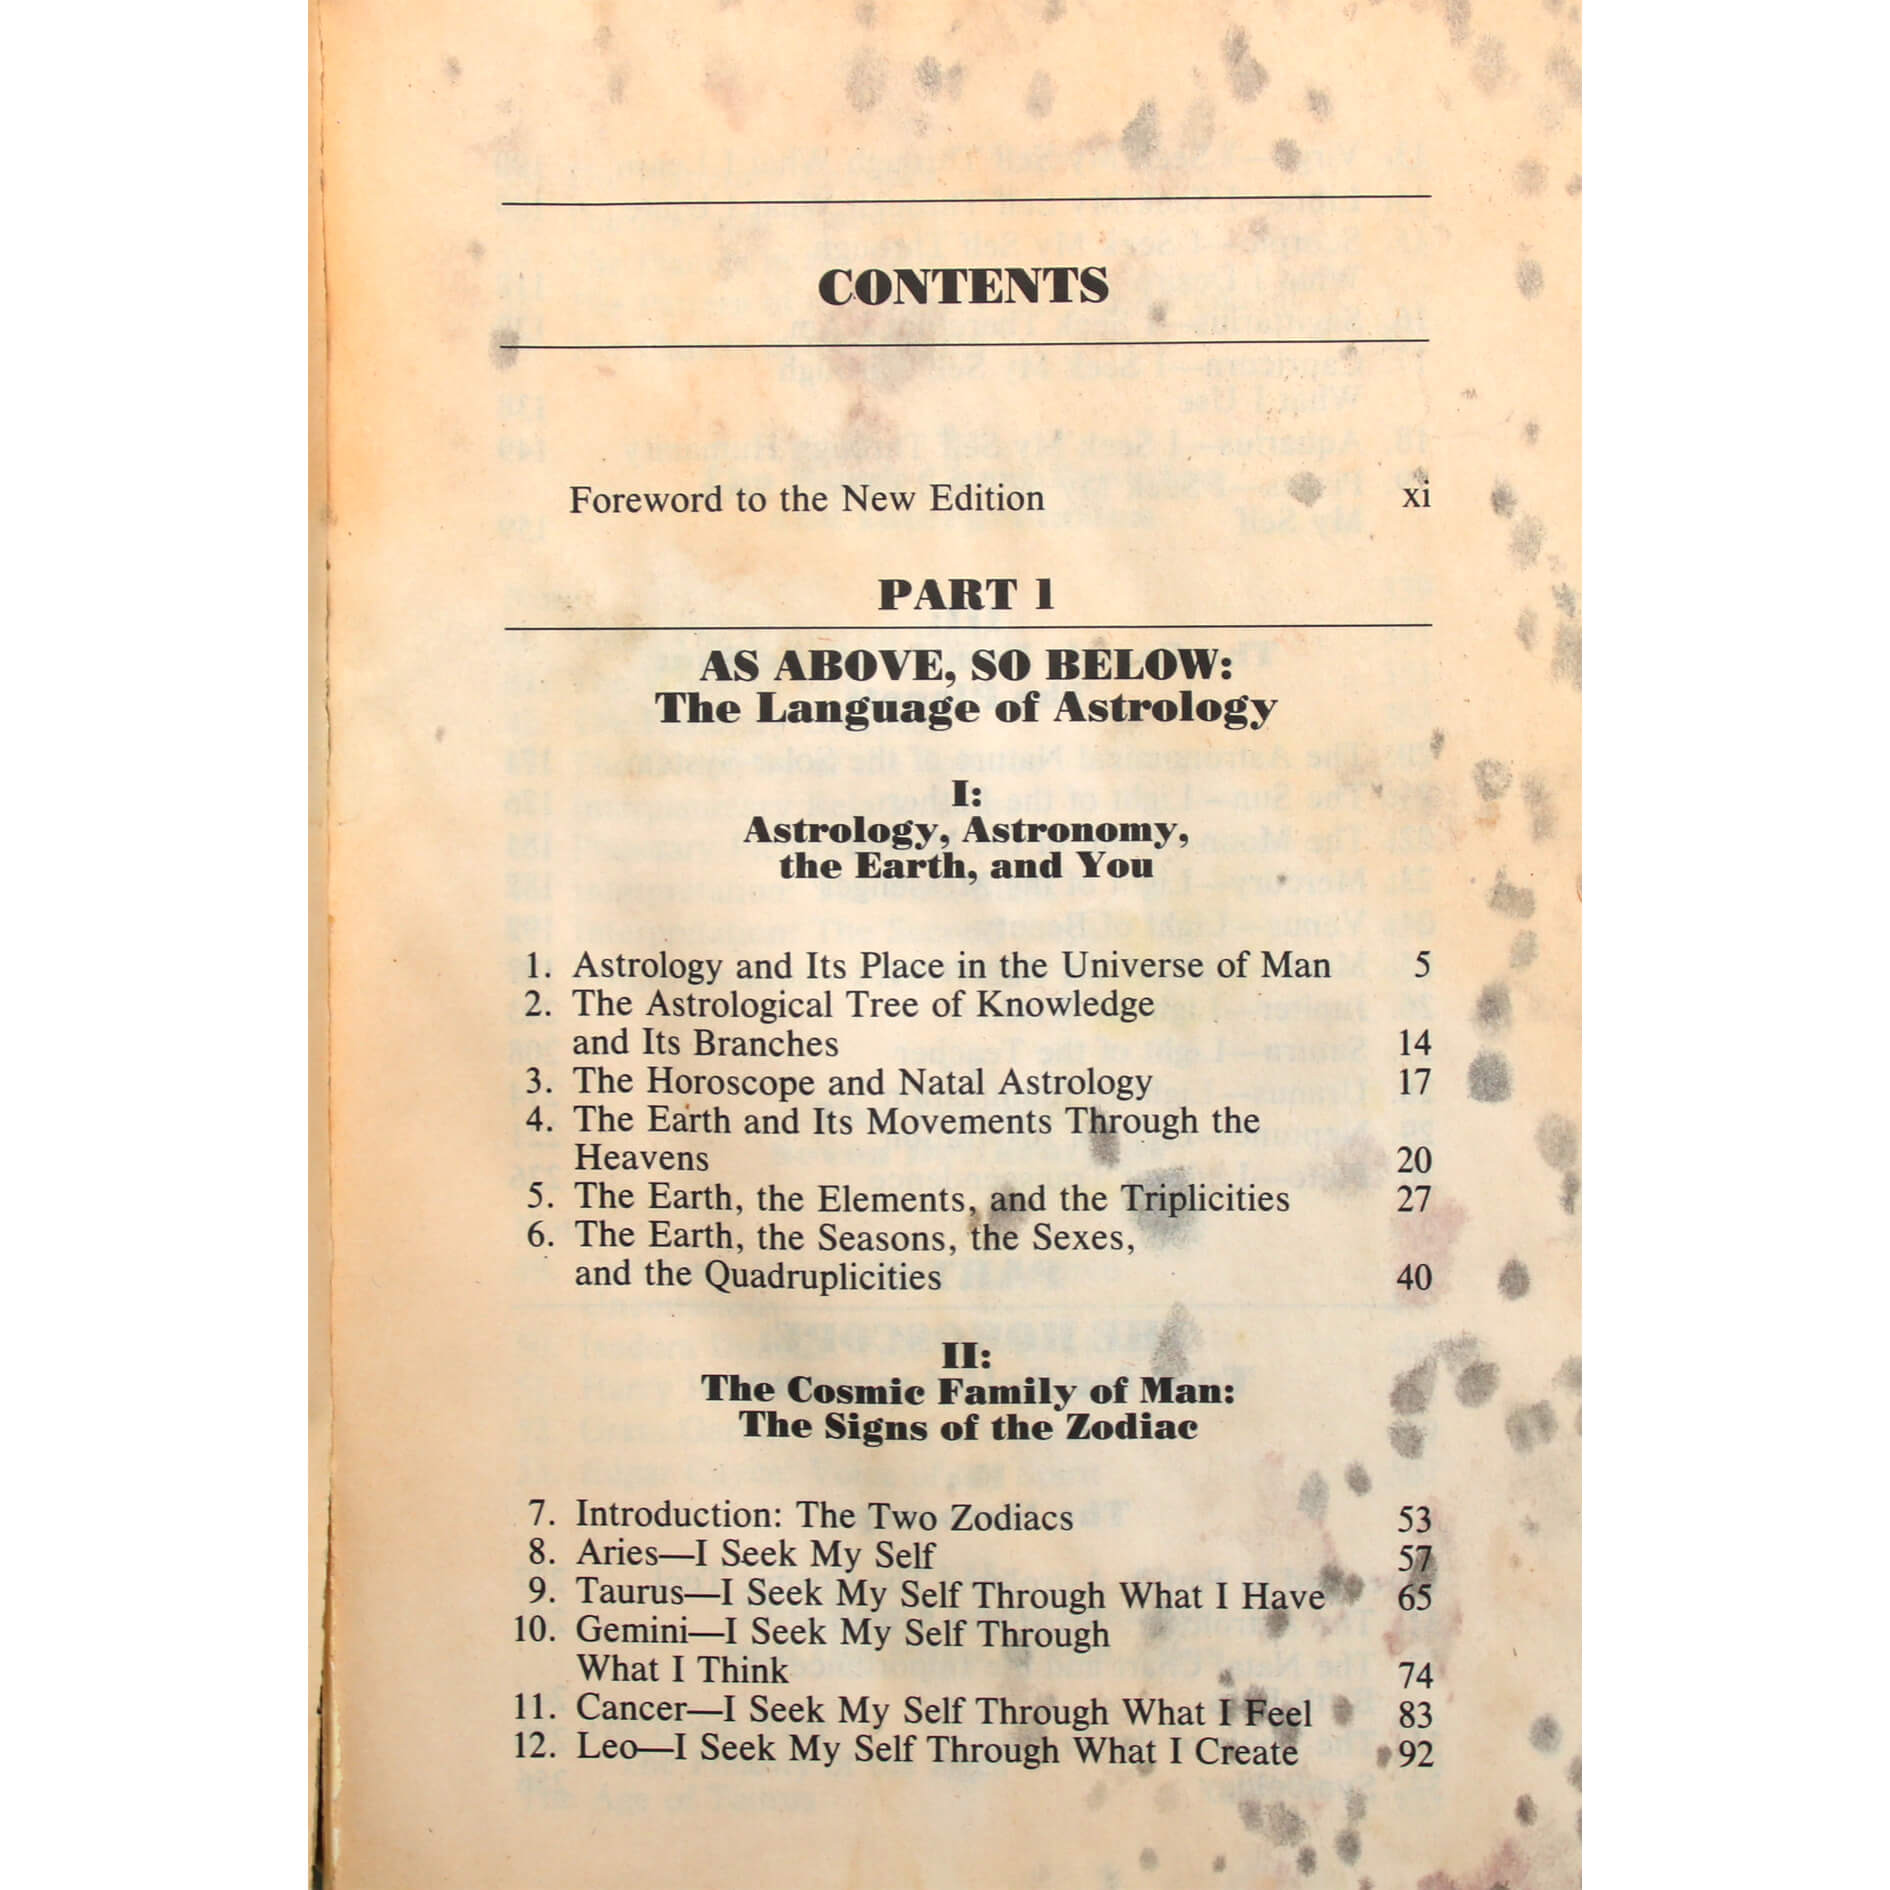 CONTENTS
Foreword to the New Edition xi
PART 1
AS ABOVE, SO BELOW:
The Language of Astrology
I:
Astrology, Astronomy,
the Earth, and You
1. Astrology and Its Place in the Universe of Man 5
2. The Astrological Tree of Knowledge
and Its Branches 14
3. The Horoscope and Natal Astrology 17
4. The Earth and Its Movements Through the
Heavens 20
5. The Earth, the Elements, and the Triplicities 27
6. The Earth, the Seasons, the Sexes,
and the Quadruplicities 40
II:
The Cosmic Family of Man:
The Signs of the Zodiac
7. Introduction: The Two Zodiacs 53
8. Aries—I Seek My Self 57
9. Taurus—I Seek My Self Through What I Have 65
10. Gemini—I Seek My Self Through
What I Think 74
11. Cancer—I Seek My Self Through What I Feel 83
12. Leo—I Seek My Self Through What I Create 92